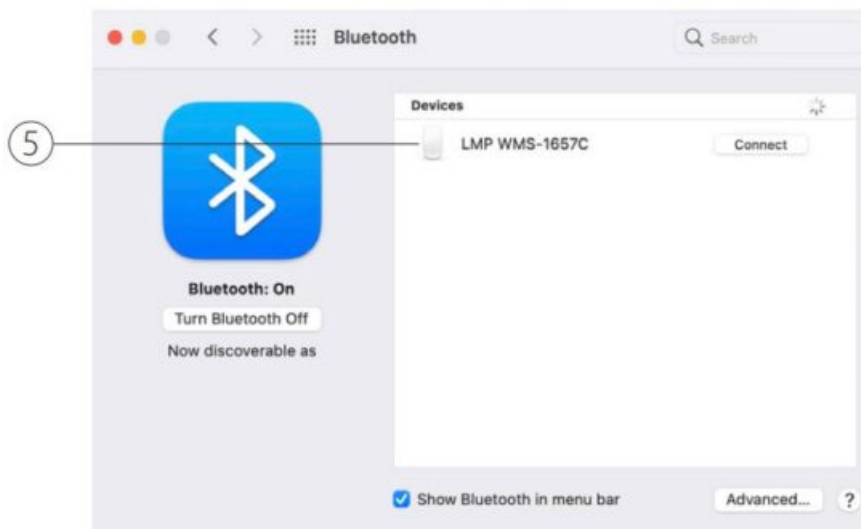 Bluetooth
Search
Devices
5
LMP WMS-1657C
Connect
Bluetooth: On
Turn Bluetooth Off
Now discoverable as
Show Bluetooth in menu bar
Advanced...
?